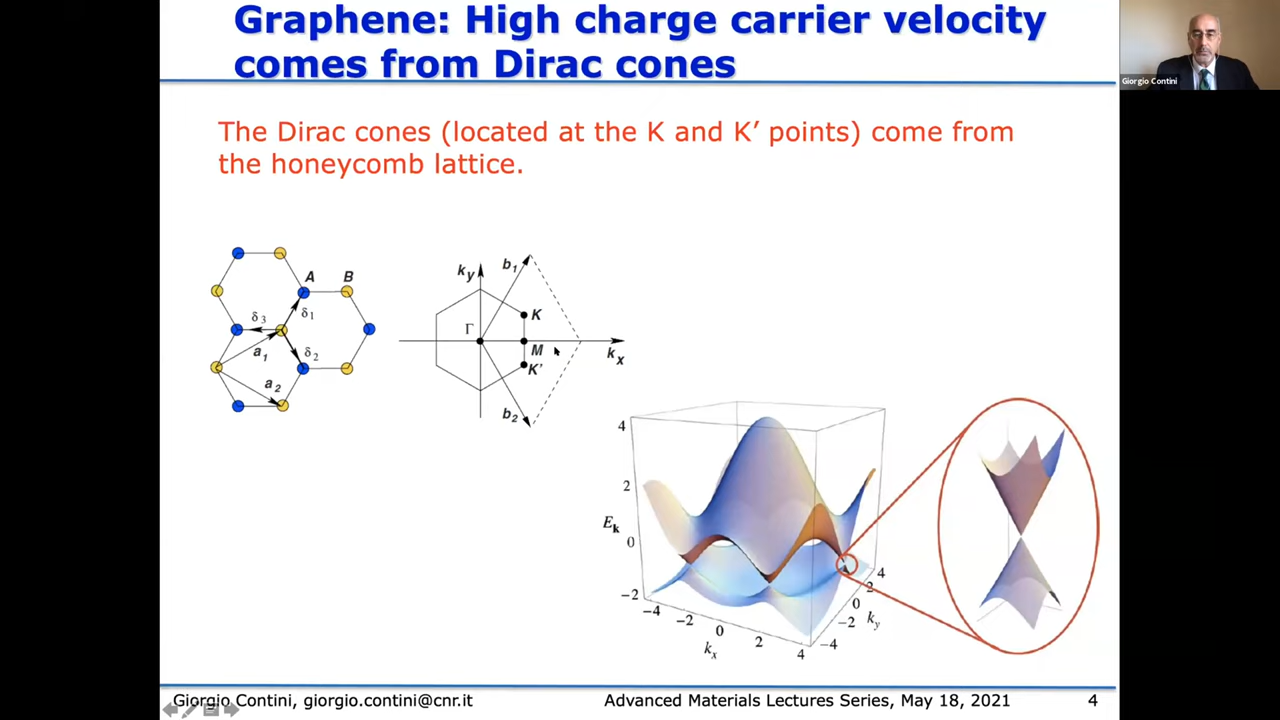 Graphene: High charge carrier velocity
comes from Dirac cones
Giorgio Contini
The Dirac cones (located at the K and K’ points) come from
the honeycomb lattice.
A B
δ3 δ1
a1 δ2
a2
ky b1
K
Γ
M kx
K'
b2
4
2
Ek
0
−2
−4 −2 0 2 4
kx
−4 −2 0 2 4
ky
Giorgio Contini, giorgio.contini@cnr.it Advanced Materials Lectures Series, May 18, 2021 4